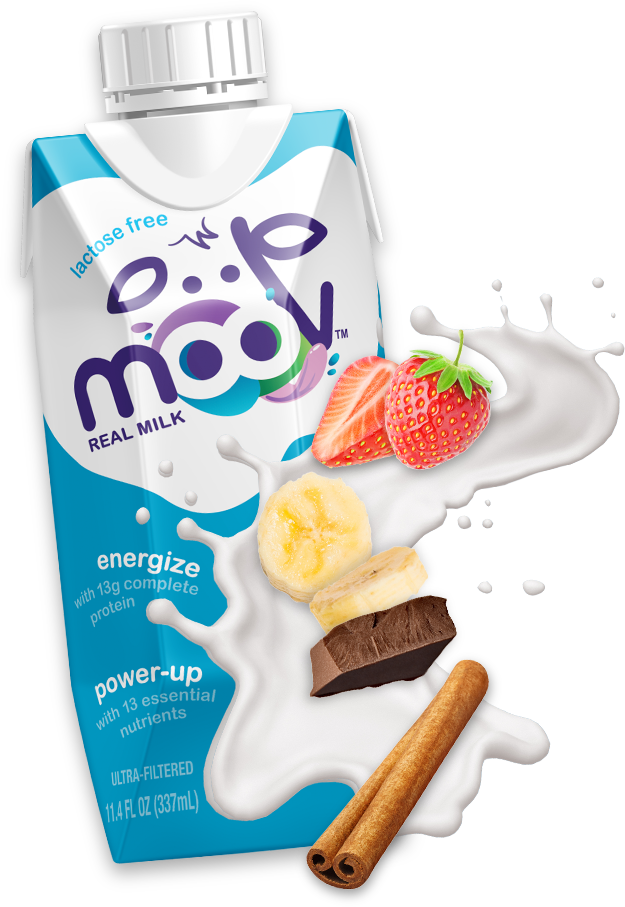 lactose free
moov™
REAL MILK
energize
with 13g complete
protein
power-up
with 13 essential
nutrients
ULTRA-FILTERED
11.4 FL OZ (337mL)